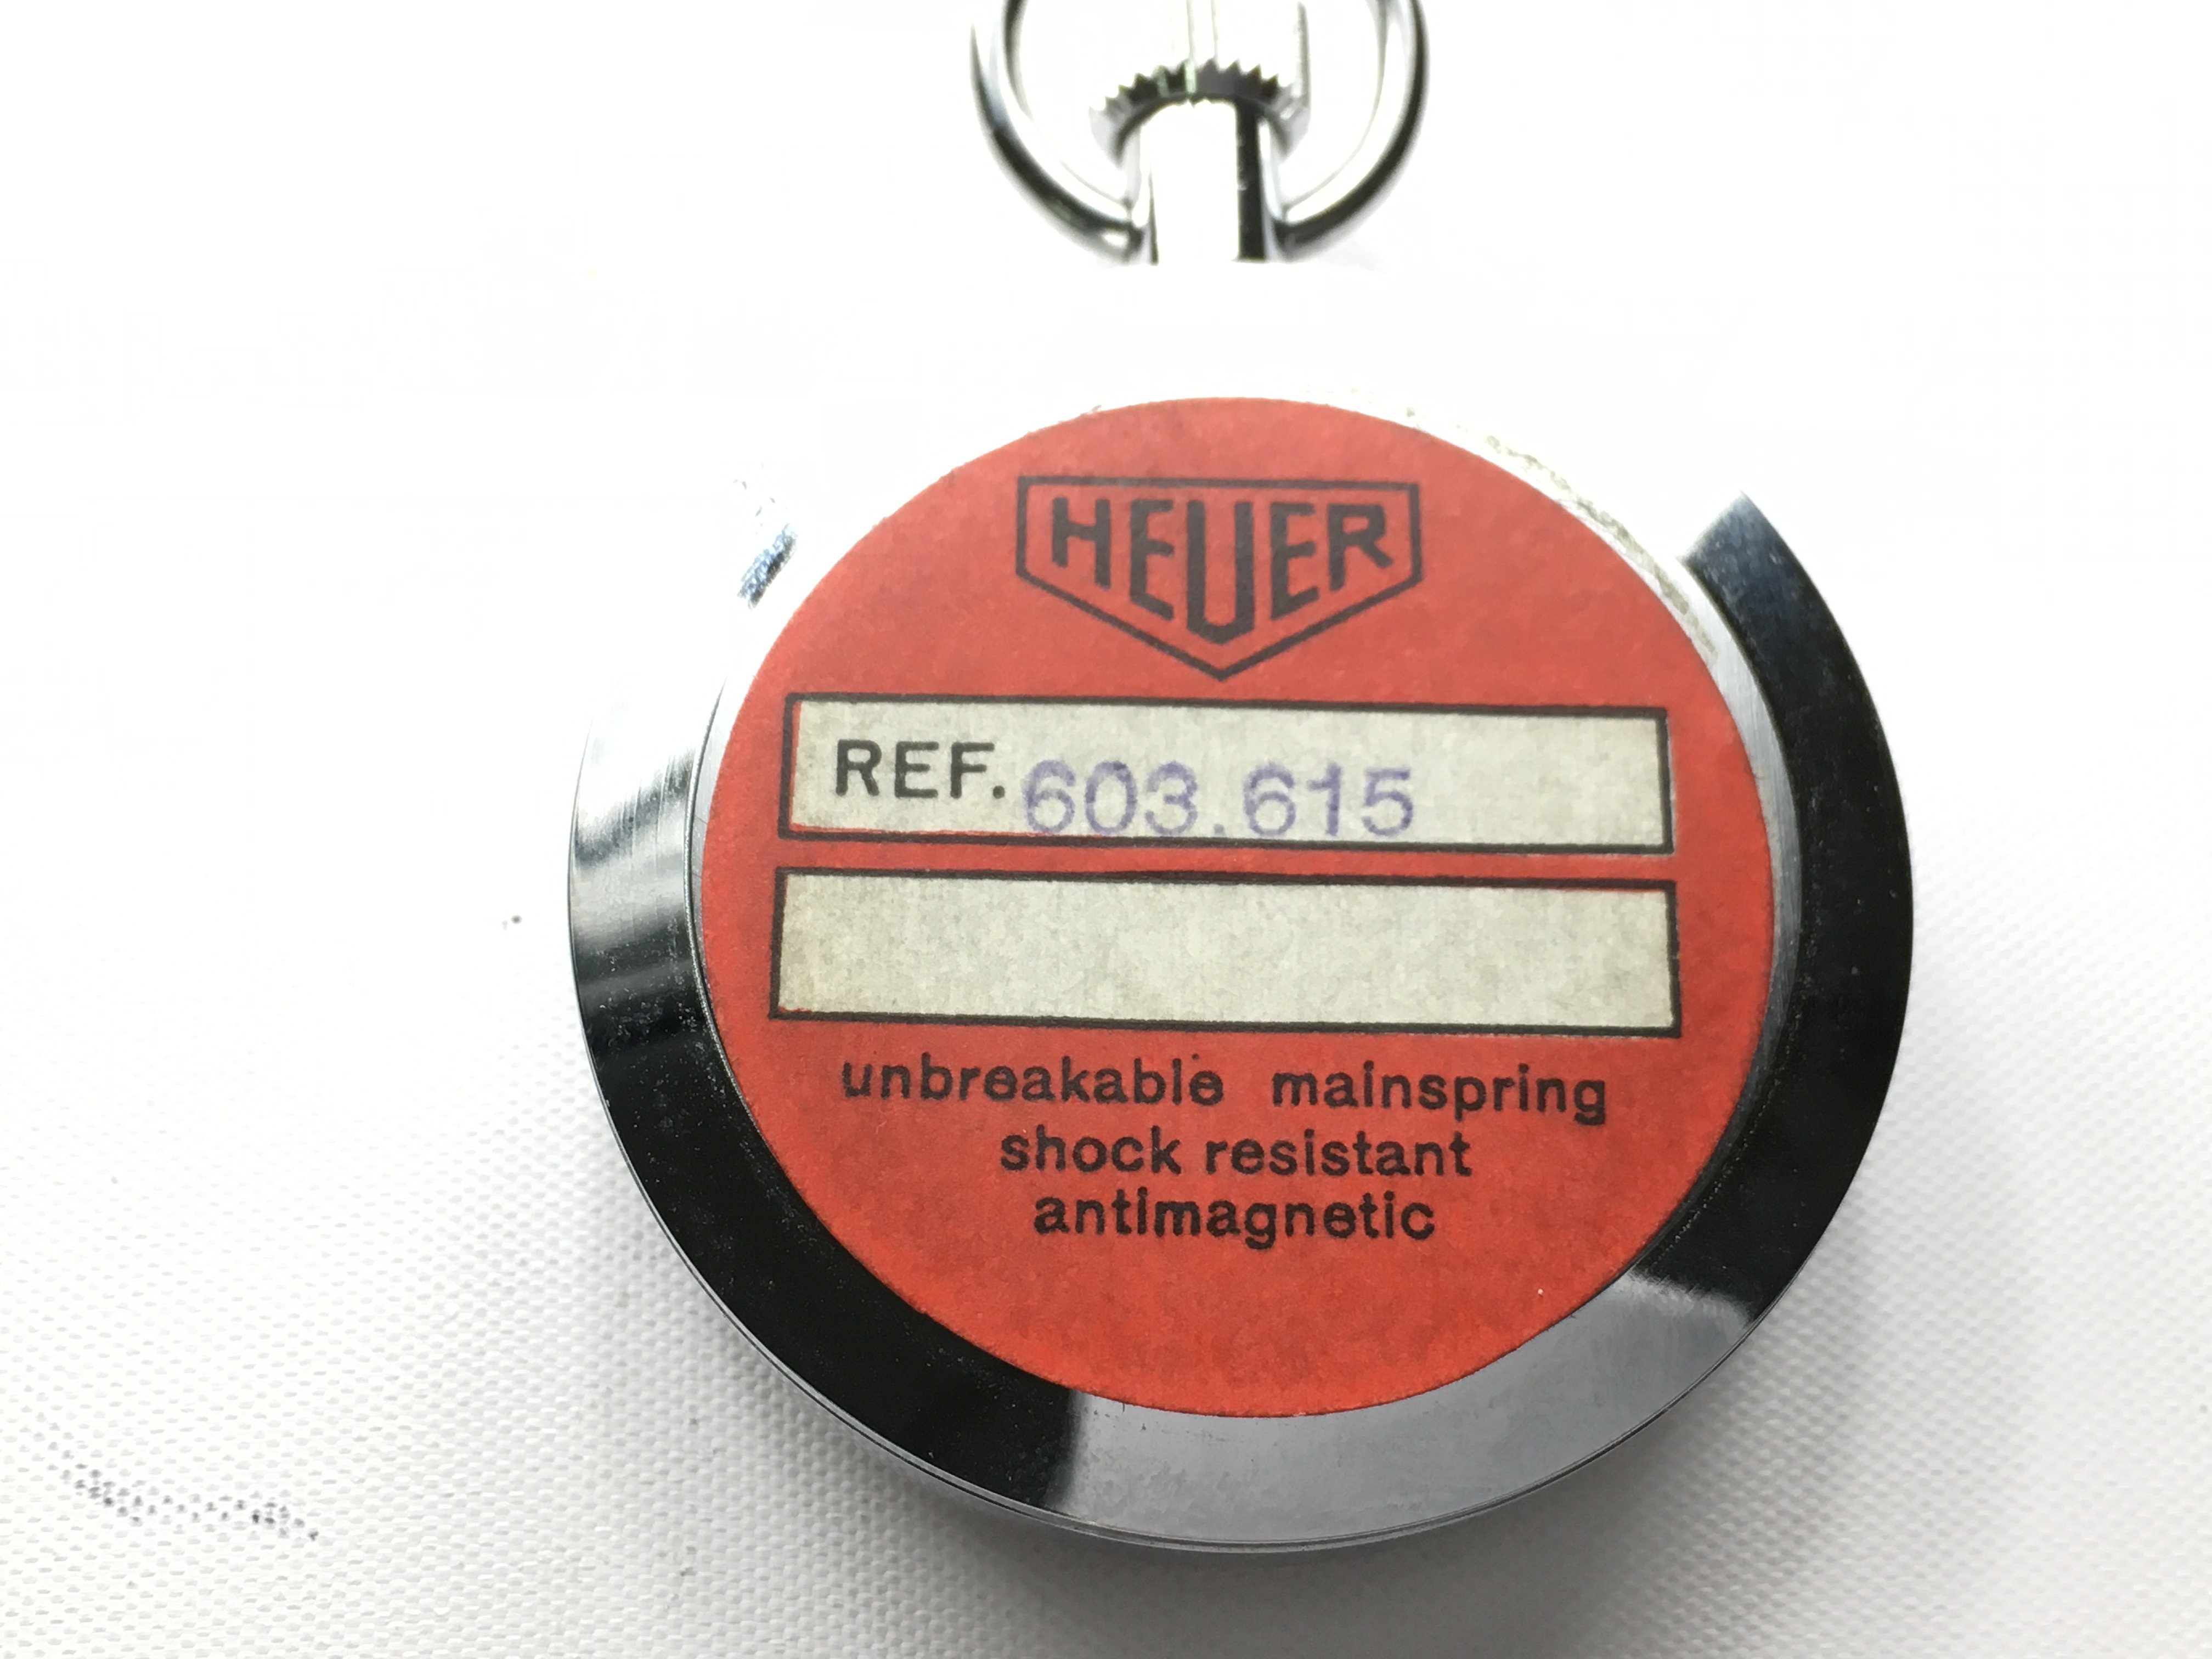 HEUER
REF. 603.615
unbreakable mainspring
shock resistant
antimagnetic